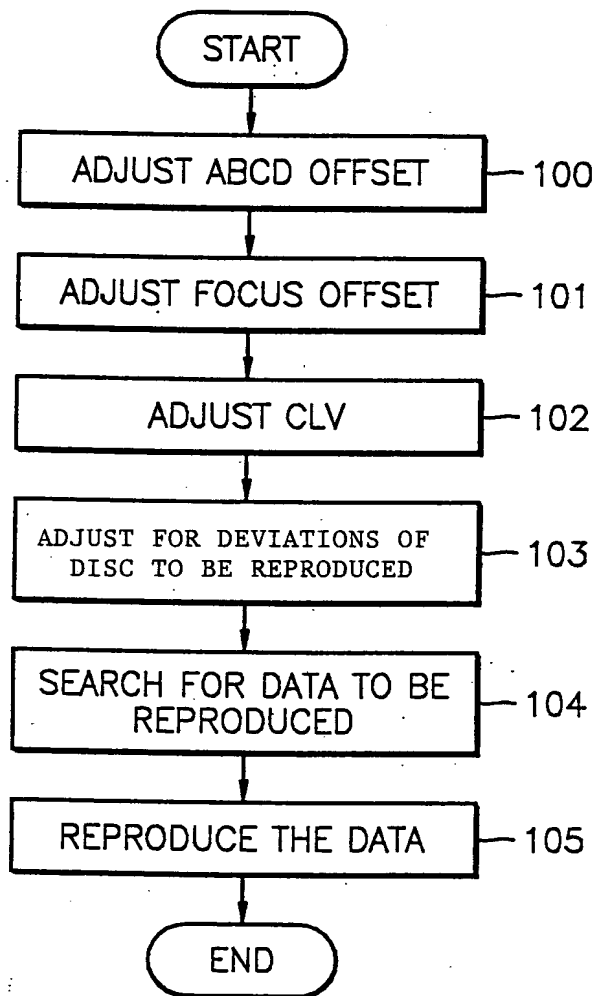 START
ADJUST ABCD OFFSET
100
ADJUST FOCUS OFFSET
101
ADJUST CLV
102
ADJUST FOR DEVIATIONS OF
DISC TO BE REPRODUCED
103
SEARCH FOR DATA TO BE
REPRODUCED
104
REPRODUCE THE DATA
105
END